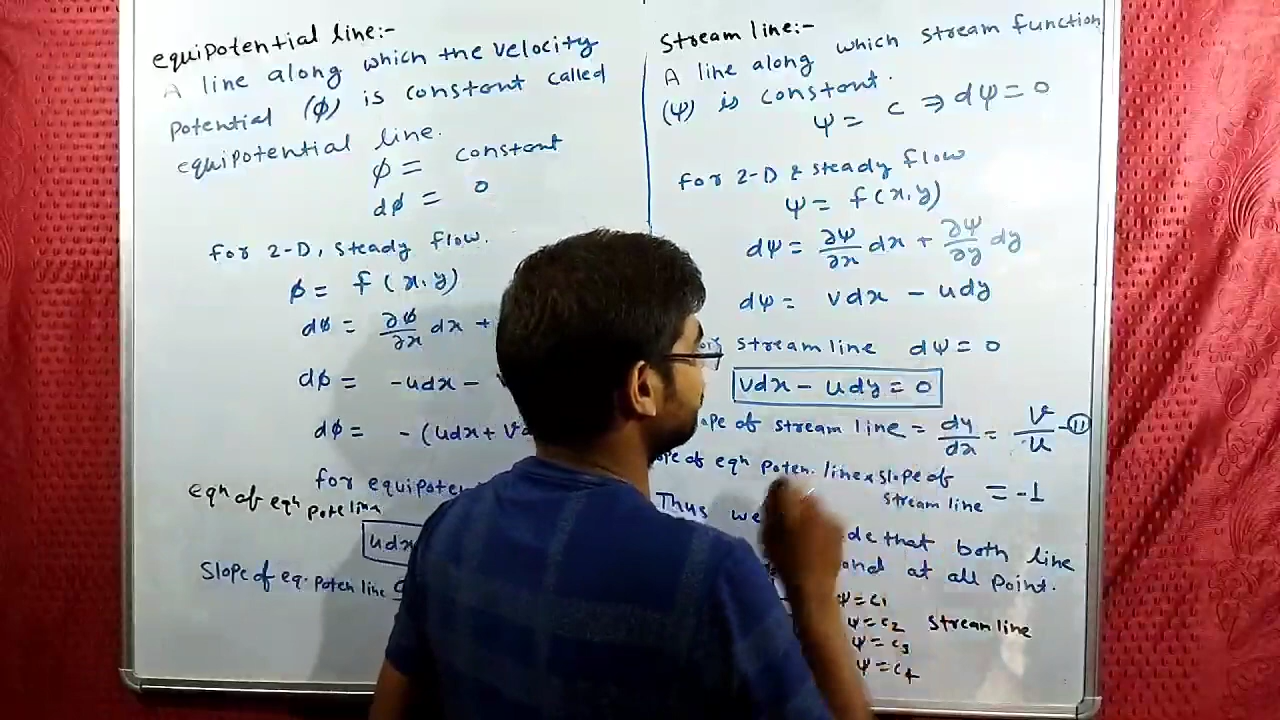 equipotential line:-
A line along which the velocity
Potential (φ) is constant called
equipotential line.
φ = constant
dφ = 0
for 2-D, steady flow.
φ = f(x,y)
dφ = ∂φ/∂x dx +
dφ = -udx -
dφ = -(udx + vd
for equipote
eqn of eqn pote line
udx
Slope of eq. poten line
Stream line:-
A line along which stream function
(ψ) is constant.
ψ = c ⇒ dψ = 0
for 2-D & steady flow
ψ = f(x,y)
dψ = ∂ψ/∂x dx + ∂ψ/∂y dy
dψ = vdx - udy
stream line dψ = 0
vdx - udy = 0
ope of stream line = dy/dx = v/u - (11)
ope of eqn poten. line x slope of
stream line = -1
Thus we
de that both line
at all point.
ψ = c1
ψ = c2 stream line
ψ = c3
ψ = c4